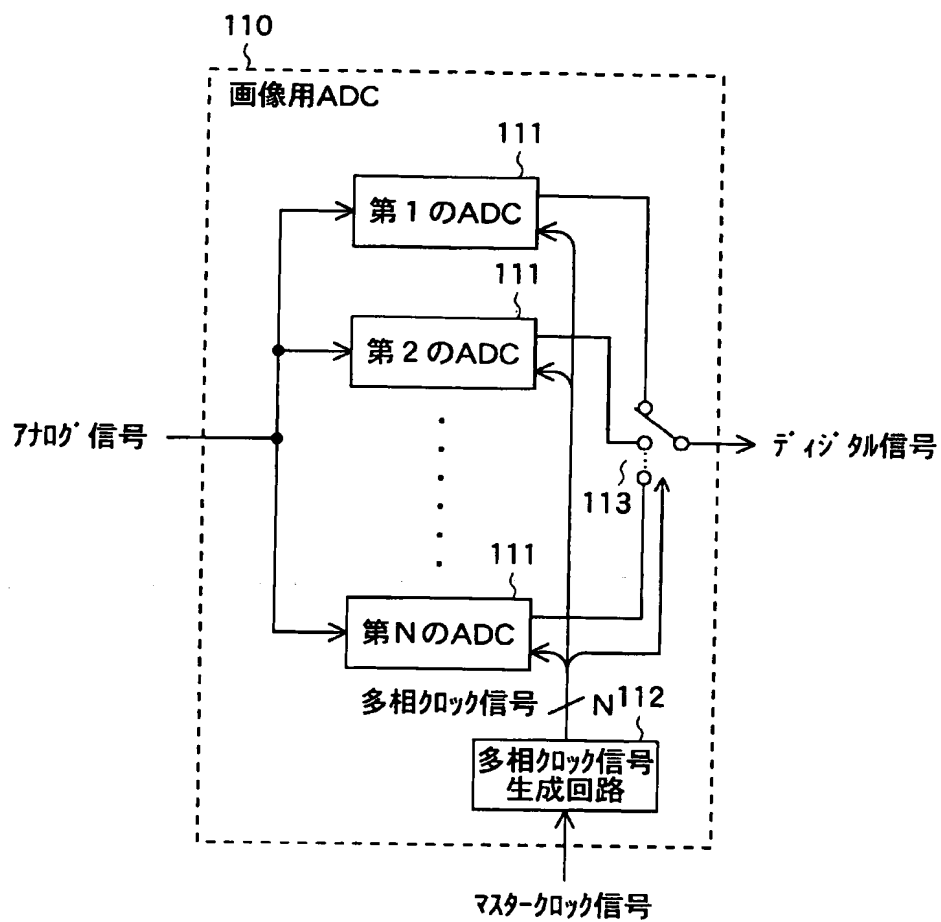 110
画像用ADC
111
第1のADC
111
第2のADC
アナログ信号
ディジタル信号
113
111
第NのADC
多相クロック信号
N
112
多相クロック信号
生成回路
マスタークロック信号